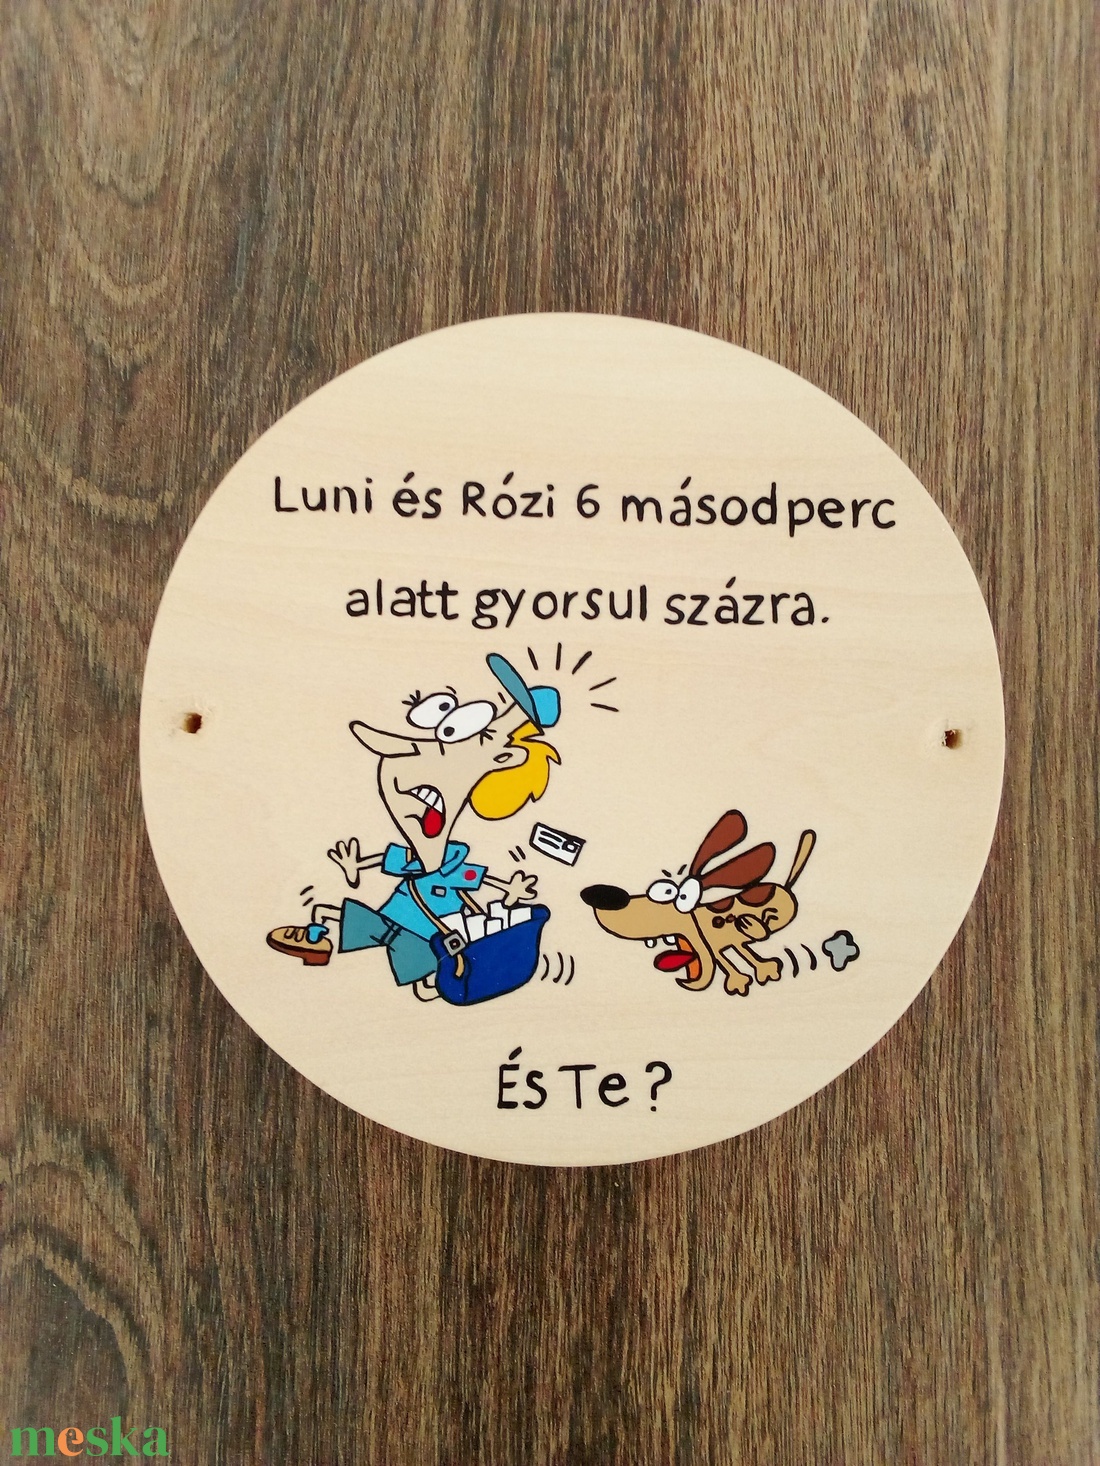 Luni és Rózi 6 másodperc
alatt gyorsul százra.
És Te?
meska